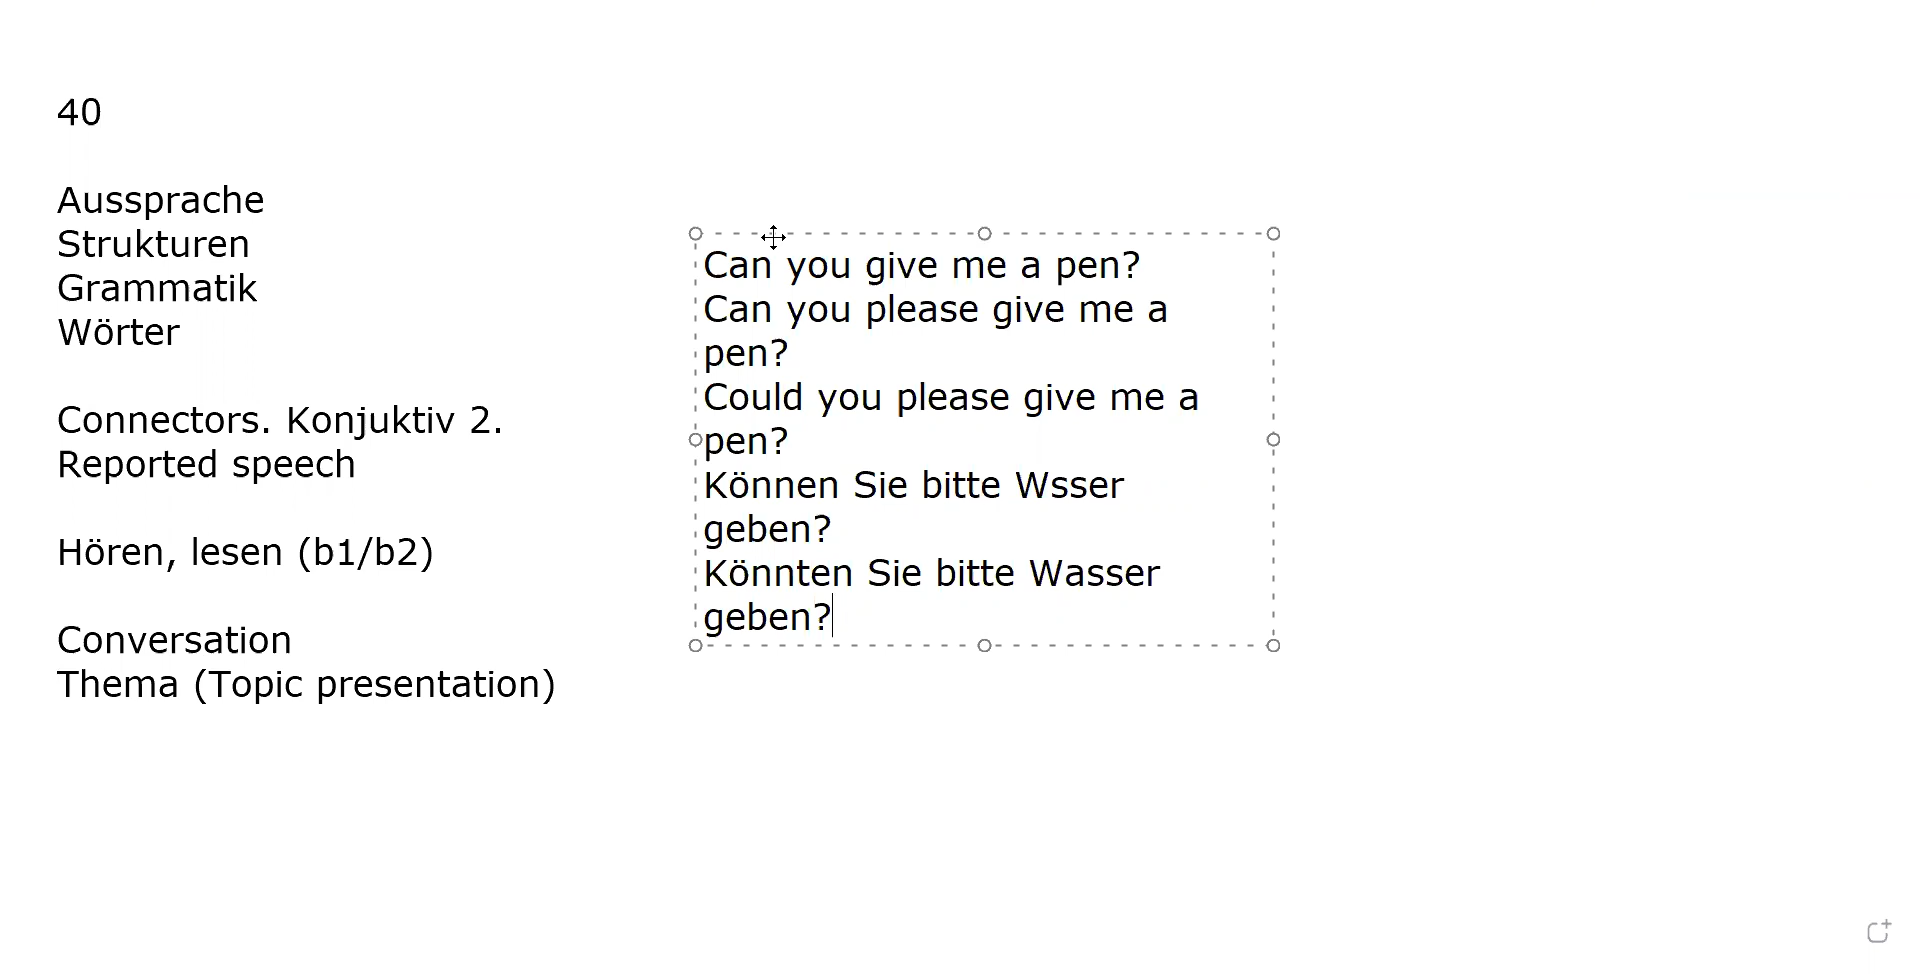 40
Aussprache
Strukturen
Grammatik
Wörter
Connectors. Konjuktiv 2.
Reported speech
Hören, lesen (b1/b2)
Conversation
Thema (Topic presentation)
Can you give me a pen?
Can you please give me a
pen?
Could you please give me a
pen?
Können Sie bitte Wsser
geben?
Könnten Sie bitte Wasser
geben?